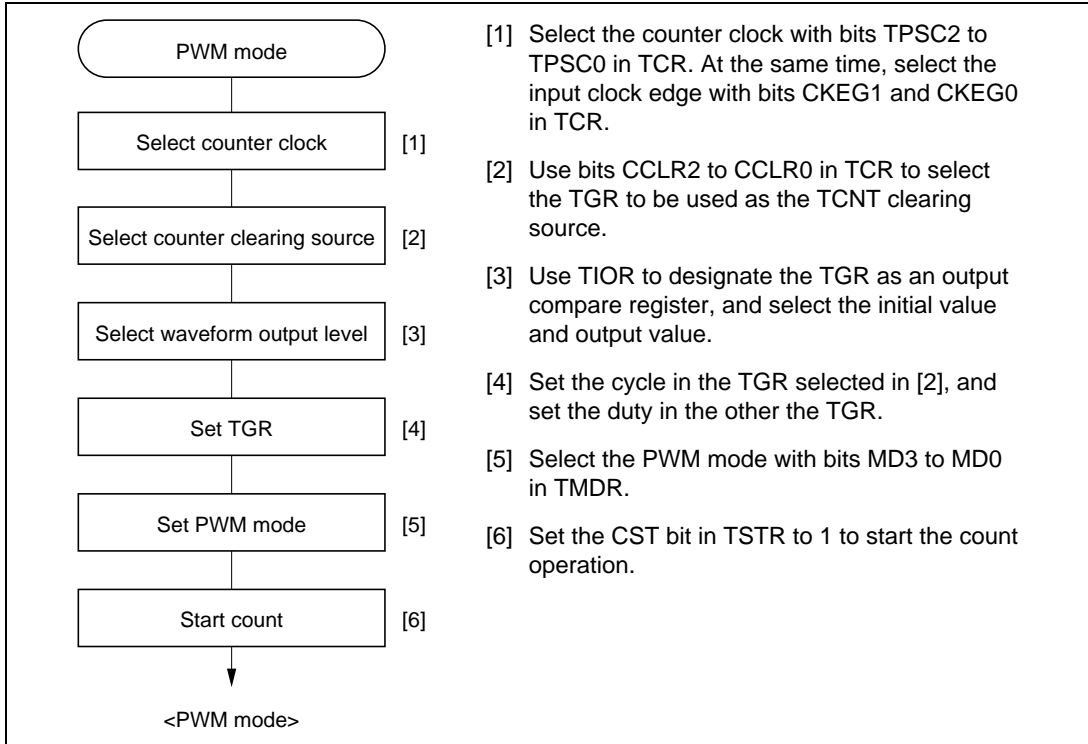 PWM mode
Select counter clock [1]
Select counter clearing source [2]
Select waveform output level [3]
Set TGR [4]
Set PWM mode [5]
Start count [6]
<PWM mode>
[1] Select the counter clock with bits TPSC2 to
TPSC0 in TCR. At the same time, select the
input clock edge with bits CKEG1 and CKEG0
in TCR.
[2] Use bits CCLR2 to CCLR0 in TCR to select
the TGR to be used as the TCNT clearing
source.
[3] Use TIOR to designate the TGR as an output
compare register, and select the initial value
and output value.
[4] Set the cycle in the TGR selected in [2], and
set the duty in the other the TGR.
[5] Select the PWM mode with bits MD3 to MD0
in TMDR.
[6] Set the CST bit in TSTR to 1 to start the count
operation.